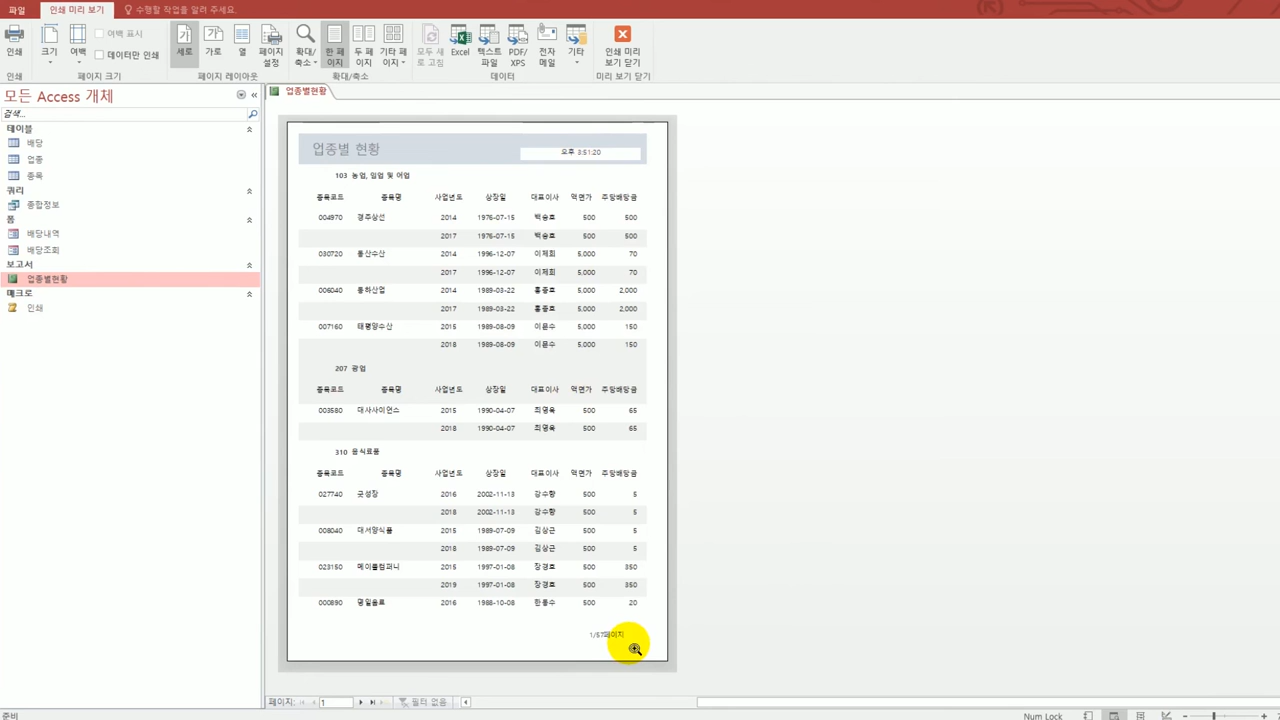 파일 인쇄 미리 보기 수행할 작업을 알려 주세요.
인쇄 크기 여백 여백 표시 데이터만 인쇄 세로 가로 열 페이지 설정 확대/축소 한 페이지 두 페이지 기타 페이지 모두 새로 고침 Excel 텍스트 파일 PDF/XPS 전자 메일 기타 인쇄 미리 보기 닫기
인쇄 페이지 크기 페이지 레이아웃 확대/축소 데이터 미리 보기 닫기
모든 Access 개체
검색...
테이블
배당
업종
종목
쿼리
종합정보
폼
배당내역
배당조회
보고서
업종별현황
매크로
인쇄
업종별현황
업종별 현황 오후 3:51:20
103 농업, 임업 및 어업
종목코드 종목명 사업년도 상장일 대표이사 액면가 주당배당금
004970 경주상선 2014 1976-07-15 백승호 500 500
2017 1976-07-15 백승호 500 500
030720 동산수산 2014 1996-12-07 이제희 5,000 70
2017 1996-12-07 이제희 5,000 70
006040 동하산업 2014 1989-03-22 홍종호 5,000 2,000
2017 1989-03-22 홍종호 5,000 2,000
007160 태평양수산 2015 1989-08-09 이문수 5,000 150
2018 1989-08-09 이문수 5,000 150
207 광업
종목코드 종목명 사업년도 상장일 대표이사 액면가 주당배당금
003580 대사사이언스 2015 1990-04-07 최명욱 500 65
2018 1990-04-07 최명욱 500 65
310 음식료품
종목코드 종목명 사업년도 상장일 대표이사 액면가 주당배당금
027740 굿성장 2016 2002-11-13 강수향 500 5
2018 2002-11-13 강수향 500 5
008040 대서양식품 2015 1989-07-09 김상근 500 5
2018 1989-07-09 김상근 500 5
023150 메이플컴퍼니 2015 1997-01-08 장경호 500 350
2019 1997-01-08 장경호 500 350
000890 명일음료 2016 1988-10-08 한동수 500 20
1/57페이지
페이지: 1 필터 없음
준비 Num Lock